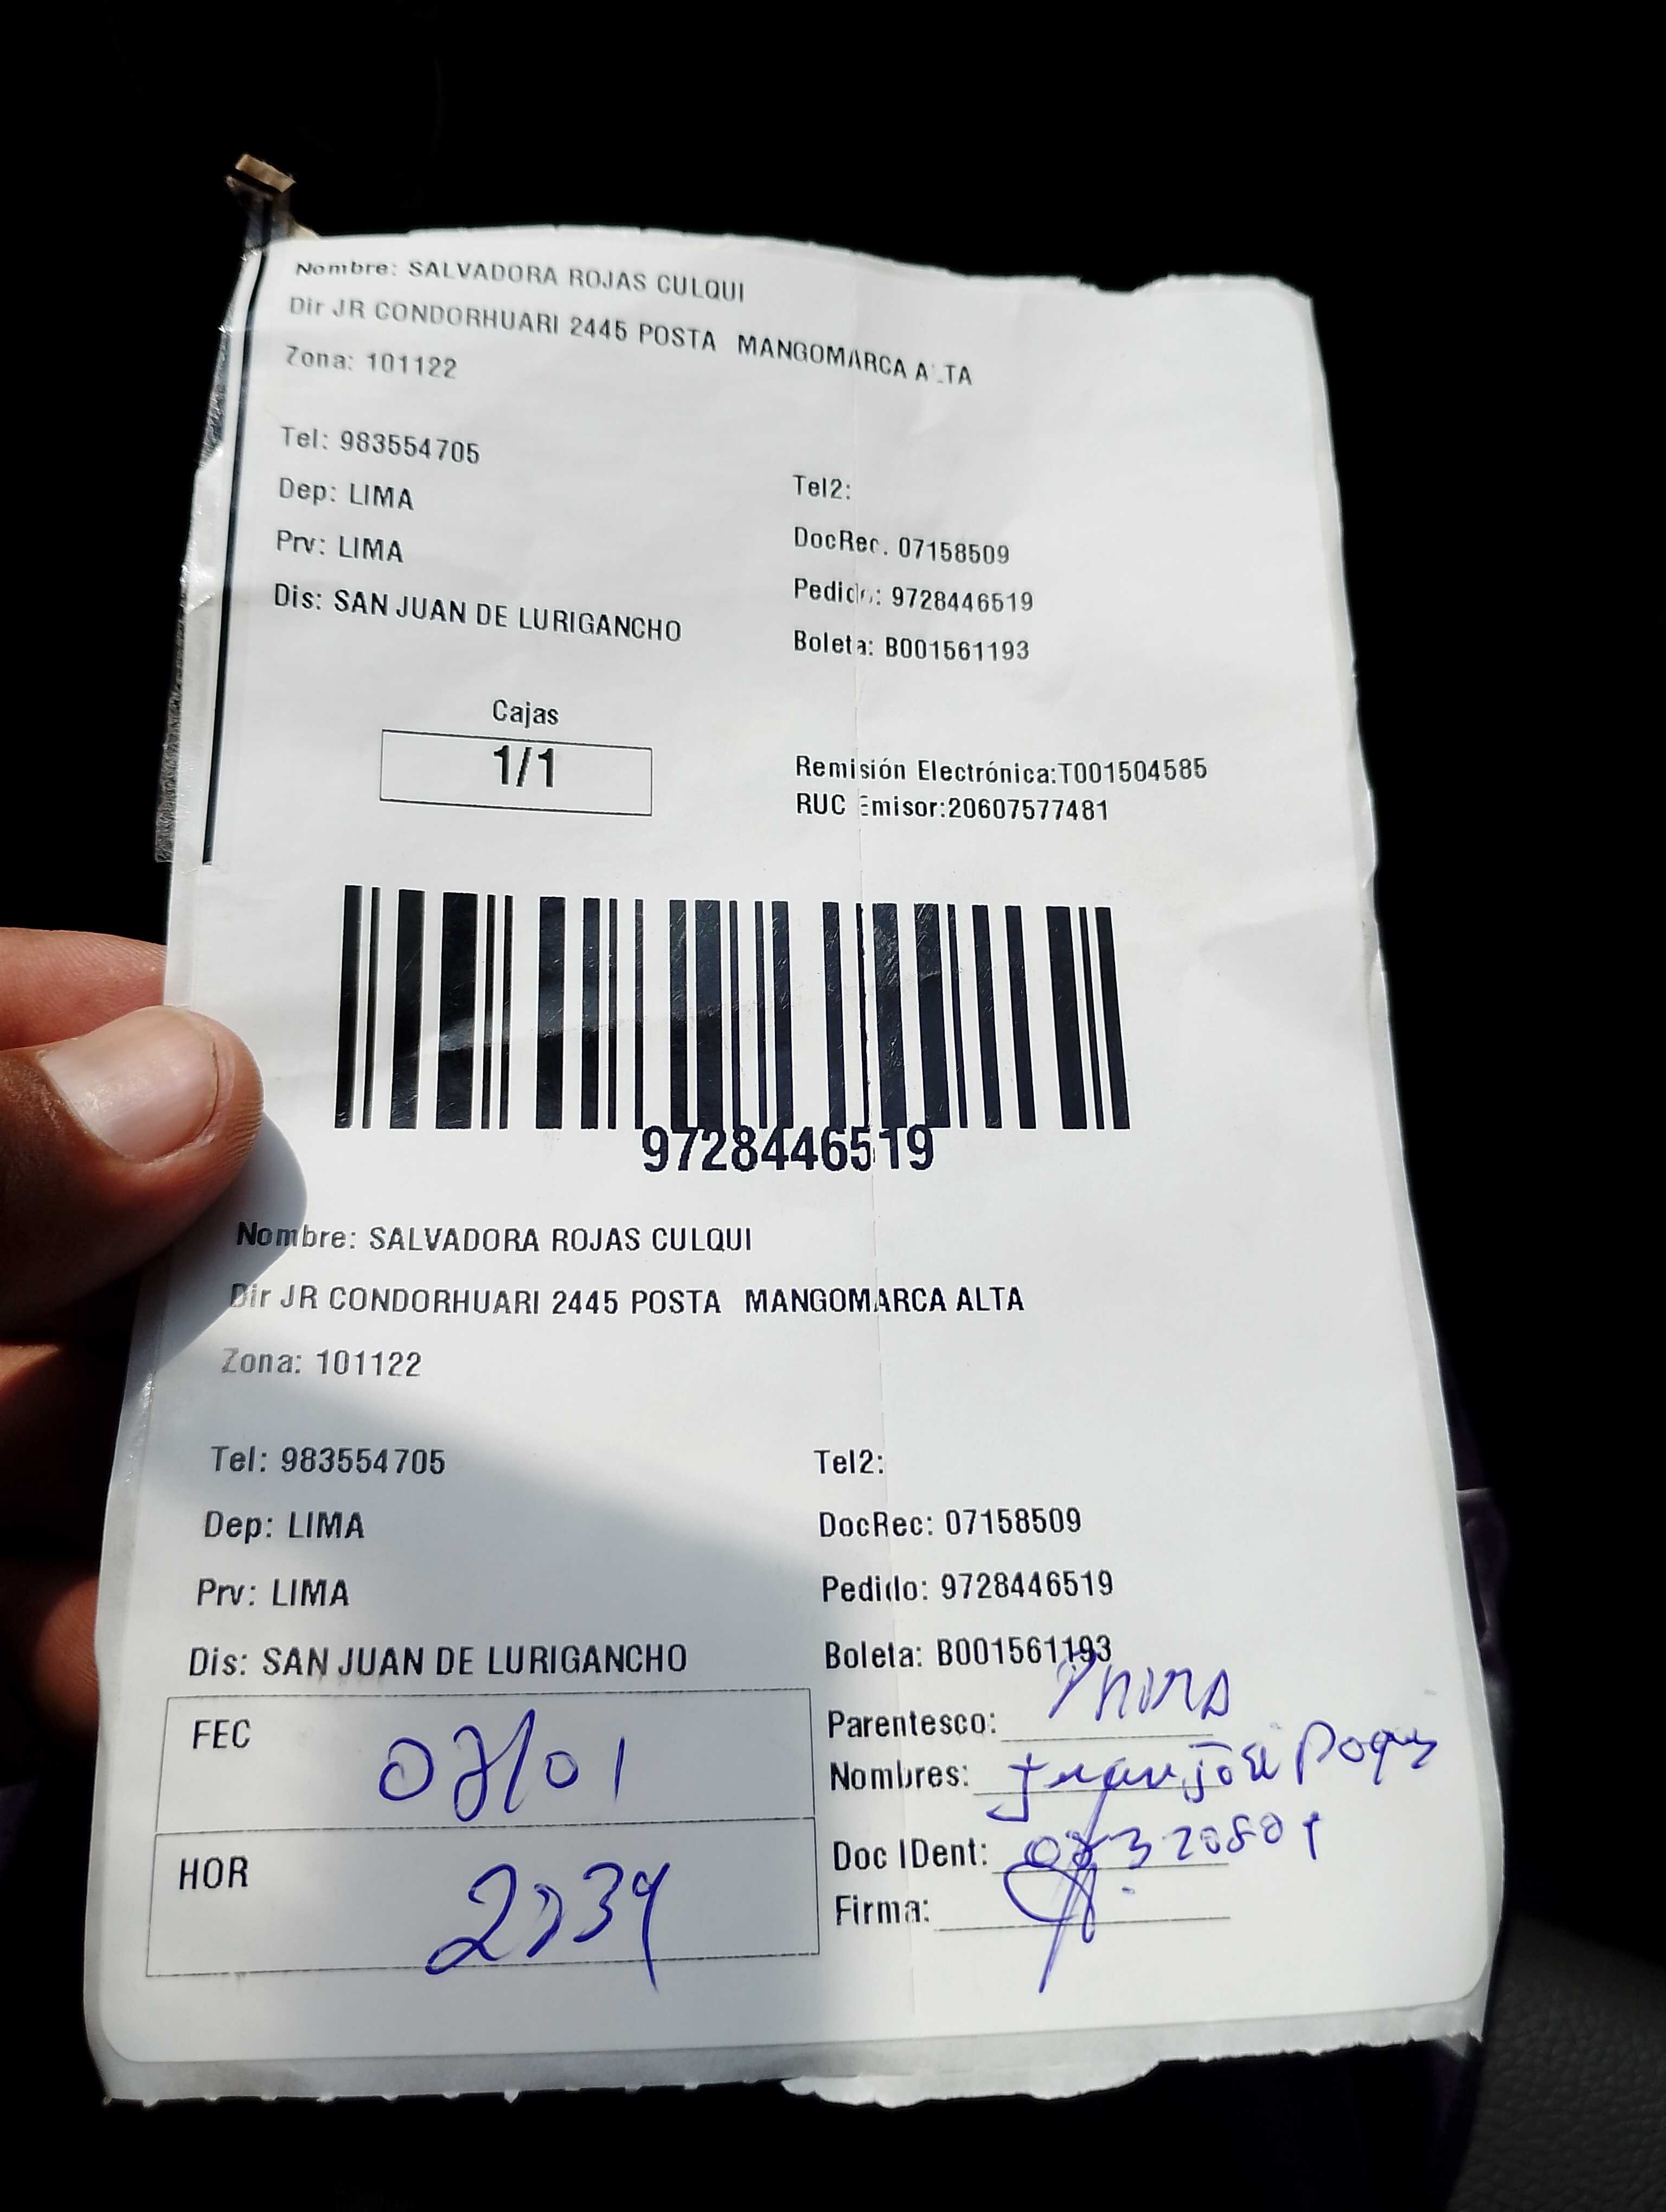 Nombre: SALVADORA ROJAS CULQUI
Dir JR CONDORHUARI 2445 POSTA MANGOMARCA ALTA
Zona: 101122
Tel: 983554705
Tel2:
Dep: LIMA
DocRec. 07158509
Prv: LIMA
Pedido: 9728446519
Dis: SAN JUAN DE LURIGANCHO
Boleta: B001561193
Cajas
1/1
Remisión Electrónica:T001504585
RUC Emisor:20607577481
9728446519
Nombre: SALVADORA ROJAS CULQUI
Dir JR CONDORHUARI 2445 POSTA MANGOMARCA ALTA
Zona: 101122
Tel: 983554705
Tel2:
Dep: LIMA
DocRec: 07158509
Prv: LIMA
Pedido: 9728446519
Dis: SAN JUAN DE LURIGANCHO
Boleta: B001561193
FEC
Parentesco:
Nombres: Juan José
HOR
Doc IDent:
Firma: